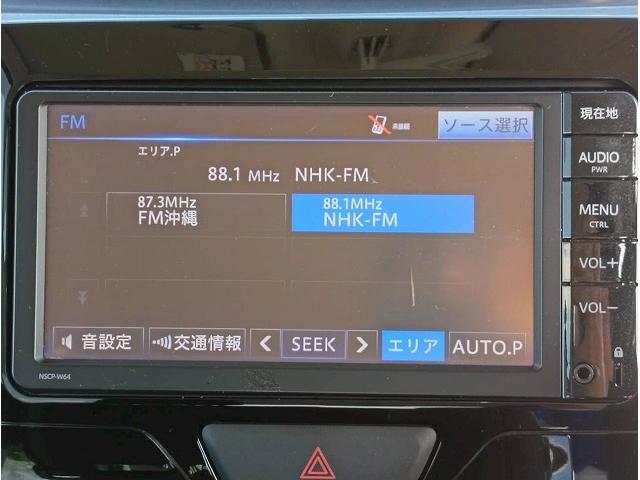 FM
未接続
ソース選択
現在地
エリア.P
88.1 MHz NHK-FM
AUDIO
PWR
87.3MHz
FM沖縄
88.1MHz
NHK-FM
MENU
CTRL
VOL+
VOL−
音設定
交通情報
SEEK
エリア
AUTO.P
NSCP-W64